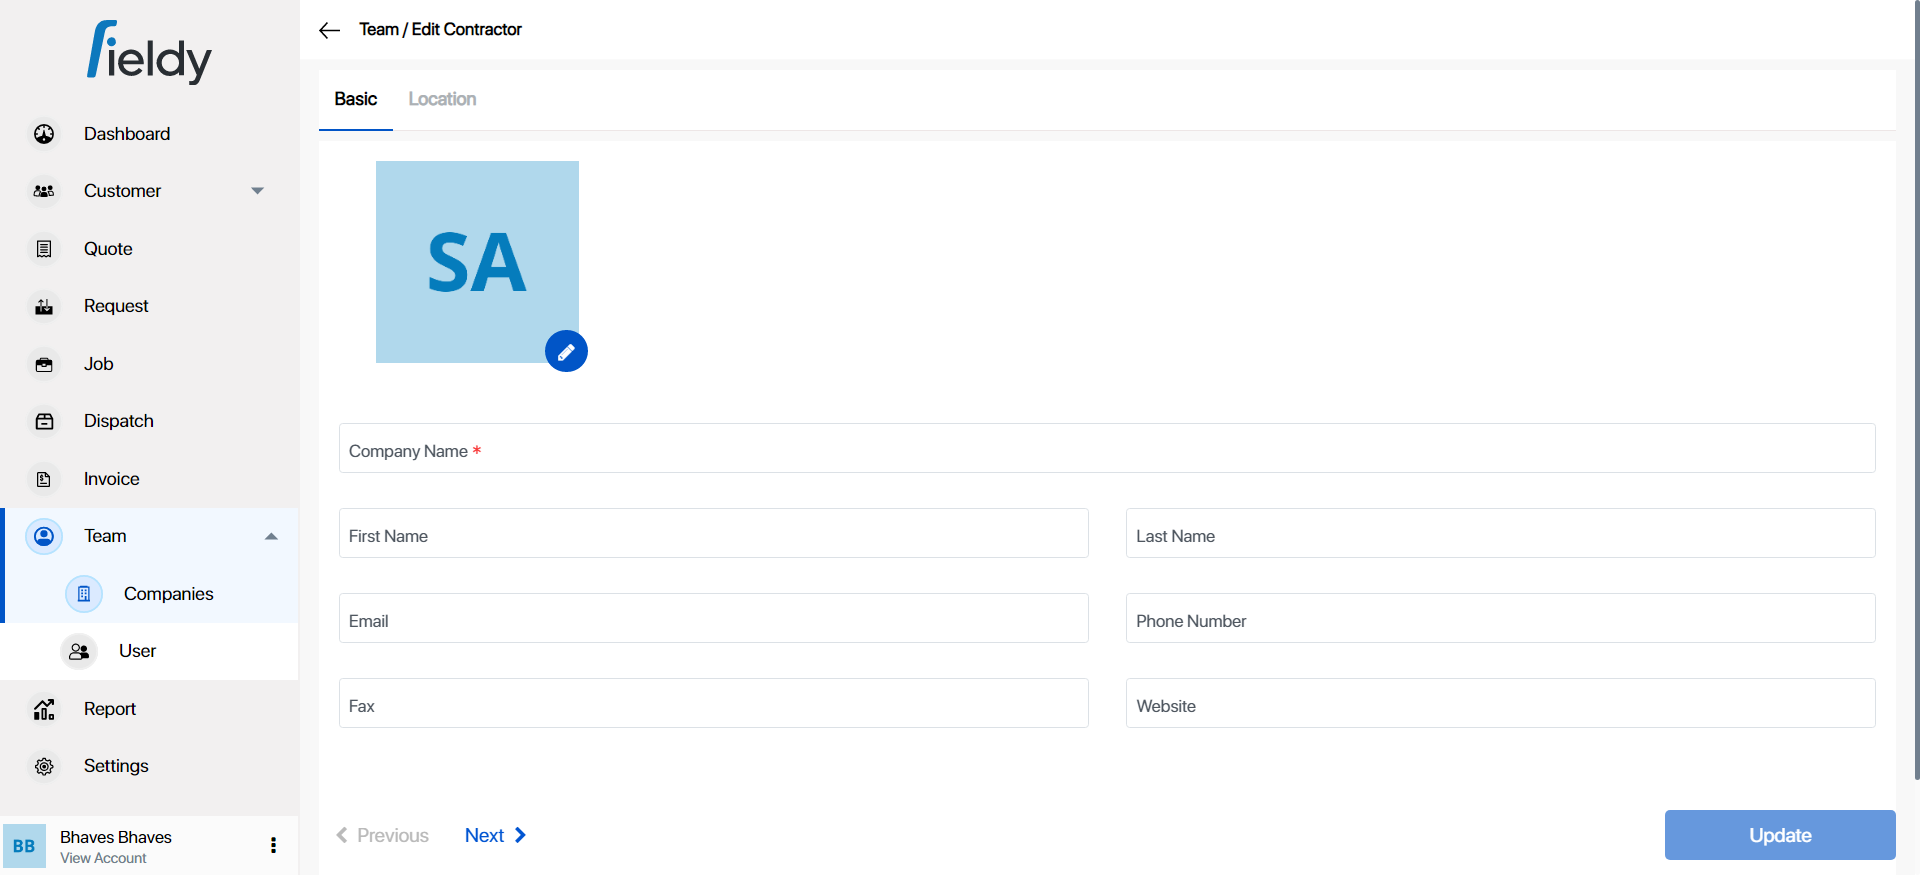 fieldy
Dashboard
Customer
Quote
Request
Job
Dispatch
Invoice
Team
Companies
User
Report
Settings
BB
Bhaves Bhaves
View Account
Team / Edit Contractor
Basic
Location
SA
Company Name *
First Name
Last Name
Email
Phone Number
Fax
Website
Previous
Next
Update